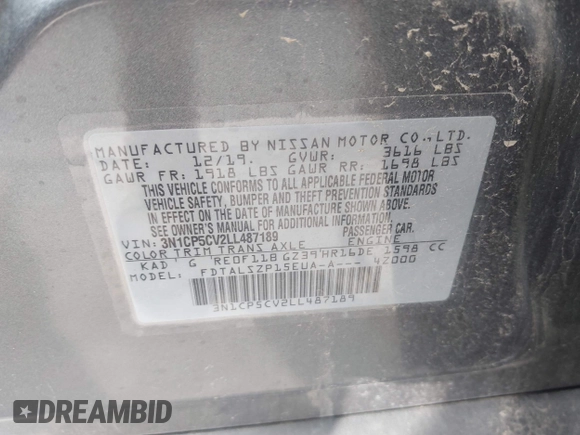 MANUFACTURED BY NISSAN MOTOR CO.,LTD.
DATE: 12/19. GVWR: 3616 LBS
GAWR FR: 1918 LBS GAWR RR: 1698 LBS
THIS VEHICLE CONFORMS TO ALL APPLICABLE FEDERAL MOTOR
VEHICLE SAFETY, BUMPER AND THEFT PREVENTION STANDARDS
IN EFFECT ON THE DATE OF MANUFACTURE SHOWN ABOVE.
SEE OWNER'S MANUAL FOR ADDITIONAL INFORMATION.
VIN: 3N1CP5CV2LL487189 PASSENGER CAR.
COLOR TRIM TRANS AXLE ENGINE
KAD G RE0F11B GZ39 HR16DE 1598 CC
MODEL: FDTALSZP15EUA-A--- 42000
3N1CP5CV2LL487189
DREAMBID